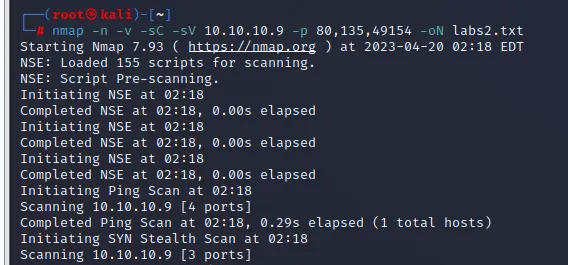 ┌──(root㉿kali)-[~]
└─# nmap -n -v -sC -sV 10.10.10.9 -p 80,135,49154 -oN labs2.txt
Starting Nmap 7.93 ( https://nmap.org ) at 2023-04-20 02:18 EDT
NSE: Loaded 155 scripts for scanning.
NSE: Script Pre-scanning.
Initiating NSE at 02:18
Completed NSE at 02:18, 0.00s elapsed
Initiating NSE at 02:18
Completed NSE at 02:18, 0.00s elapsed
Initiating NSE at 02:18
Completed NSE at 02:18, 0.00s elapsed
Initiating Ping Scan at 02:18
Scanning 10.10.10.9 [4 ports]
Completed Ping Scan at 02:18, 0.29s elapsed (1 total hosts)
Initiating SYN Stealth Scan at 02:18
Scanning 10.10.10.9 [3 ports]